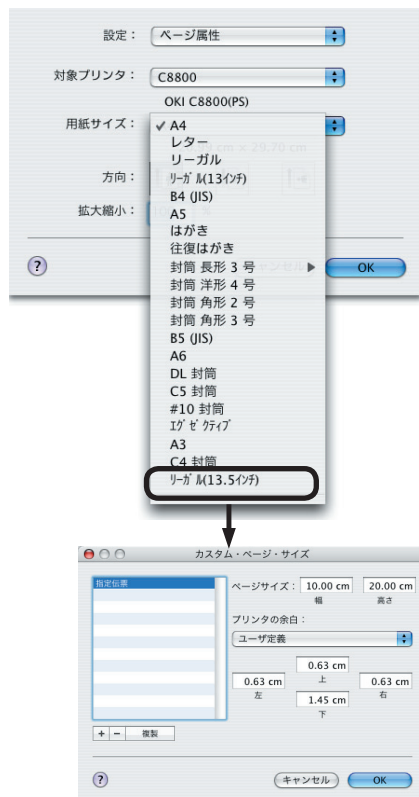 設定：
ページ属性
対象プリンタ：
C8800
OKI C8800(PS)
用紙サイズ：
✓ A4
レター
cm × 29.70 cm
リーガル
方向：
リーガル(13インチ)
B4 (JIS)
拡大縮小：
A5
はがき
往復はがき
?
封筒 長形 3 号
OK
封筒 洋形 4 号
封筒 角形 2 号
封筒 角形 3 号
B5 (JIS)
A6
DL 封筒
C5 封筒
#10 封筒
エグゼクティブ
A3
C4 封筒
リーガル(13.5インチ)
カスタム・ページ・サイズ
指定伝票
ページサイズ： 10.00 cm 20.00 cm
幅 高さ
プリンタの余白：
ユーザ定義
0.63 cm
0.63 cm 上 0.63 cm
左 1.45 cm 右
下
+ − 複製
? キャンセル OK